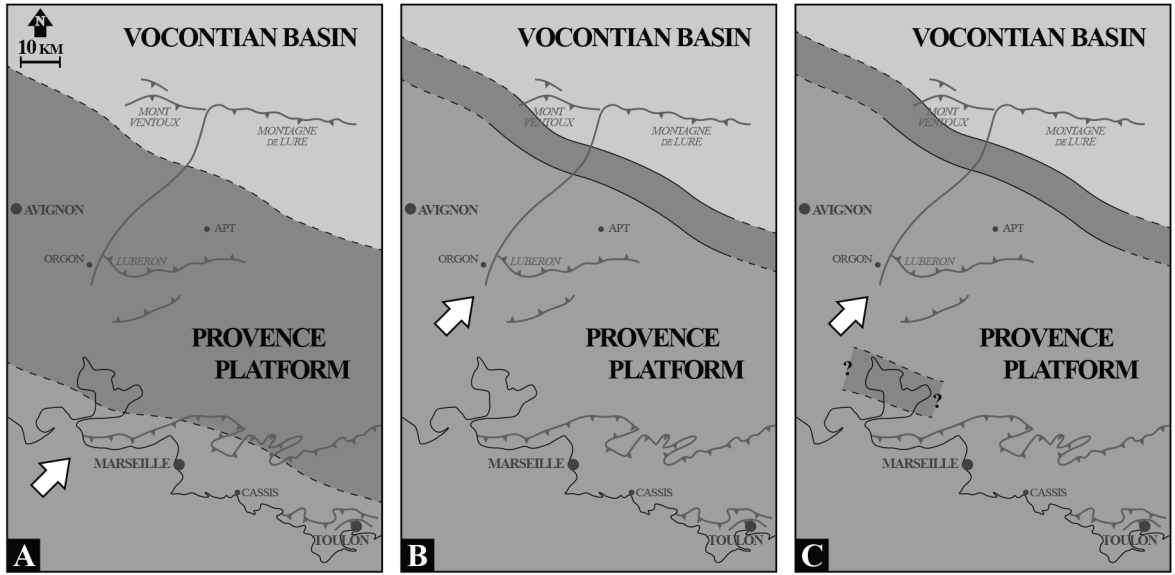 N
10 KM
VOCONTIAN BASIN
MONT
VENTOUX
MONTAGNE
DE LURE
AVIGNON
APT
ORGON
LUBERON
PROVENCE
PLATFORM
MARSEILLE
CASSIS
TOULON
A
VOCONTIAN BASIN
MONT
VENTOUX
MONTAGNE
DE LURE
AVIGNON
APT
ORGON
LUBERON
PROVENCE
PLATFORM
MARSEILLE
CASSIS
TOULON
B
VOCONTIAN BASIN
MONT
VENTOUX
MONTAGNE
DE LURE
AVIGNON
APT
ORGON
LUBERON
PROVENCE
PLATFORM
?
?
MARSEILLE
CASSIS
TOULON
C